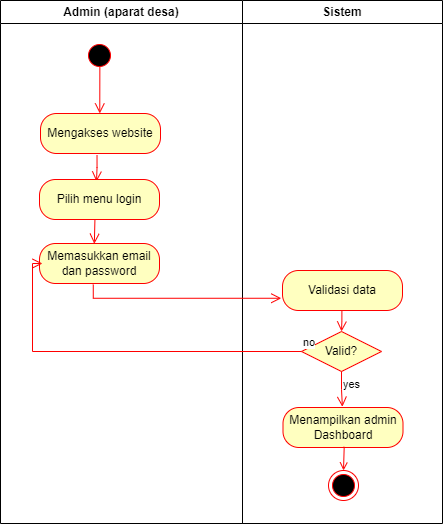 Admin (aparat desa)
Sistem
Mengakses website
Pilih menu login
Memasukkan email
dan password
Validasi data
Valid?
no
yes
Menampilkan admin
Dashboard